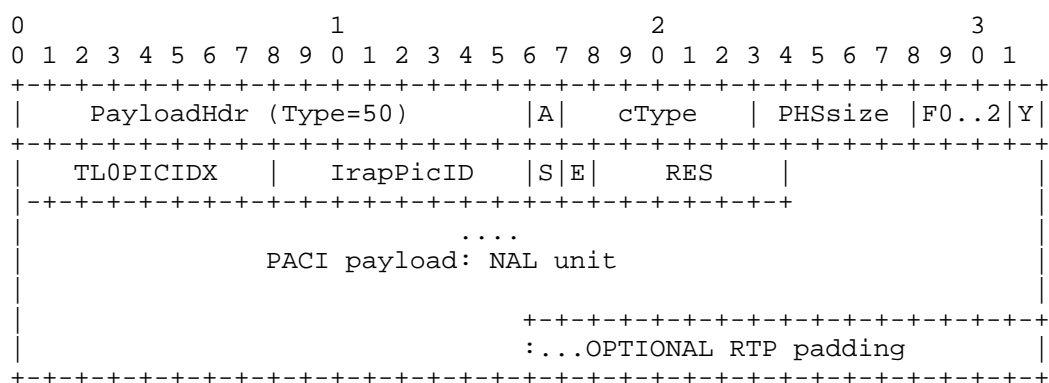 0                   1                   2                   3
0 1 2 3 4 5 6 7 8 9 0 1 2 3 4 5 6 7 8 9 0 1 2 3 4 5 6 7 8 9 0 1
+-+-+-+-+-+-+-+-+-+-+-+-+-+-+-+-+-+-+-+-+-+-+-+-+-+-+-+-+-+-+-+-+
|    PayloadHdr (Type=50)       |A|   cType   | PHSsize |F0..2|Y|
+-+-+-+-+-+-+-+-+-+-+-+-+-+-+-+-+-+-+-+-+-+-+-+-+-+-+-+-+-+-+-+-+
|   TL0PICIDX   |   IrapPicID   |S|E|    RES    |               |
|-+-+-+-+-+-+-+-+-+-+-+-+-+-+-+-+-+-+-+-+-+-+-+-+               |
|                           ....                                |
|               PACI payload: NAL unit                          |
|                                                               |
|                               +-+-+-+-+-+-+-+-+-+-+-+-+-+-+-+-+
|                               :...OPTIONAL RTP padding        |
+-+-+-+-+-+-+-+-+-+-+-+-+-+-+-+-+-+-+-+-+-+-+-+-+-+-+-+-+-+-+-+-+